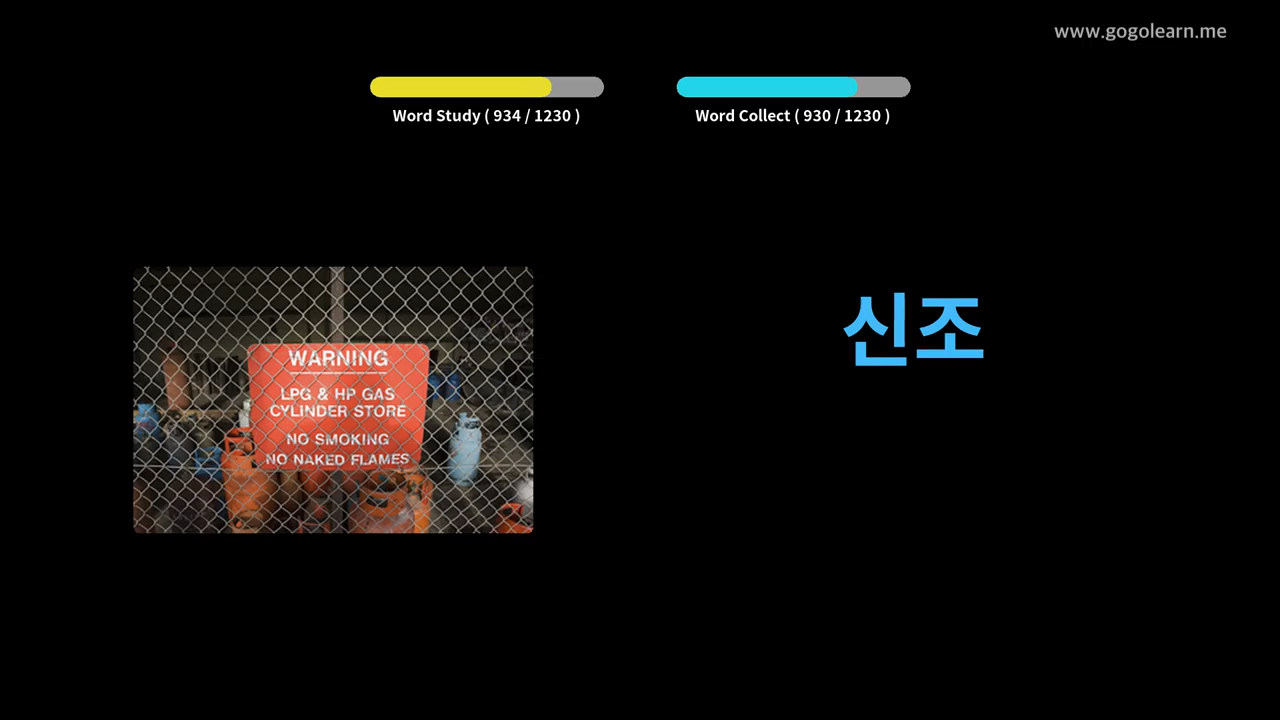 www.gogolearn.me
Word Study ( 934 / 1230 )
Word Collect ( 930 / 1230 )
신조
WARNING
LPG & HP GAS
CYLINDER STORE
NO SMOKING
NO NAKED FLAMES